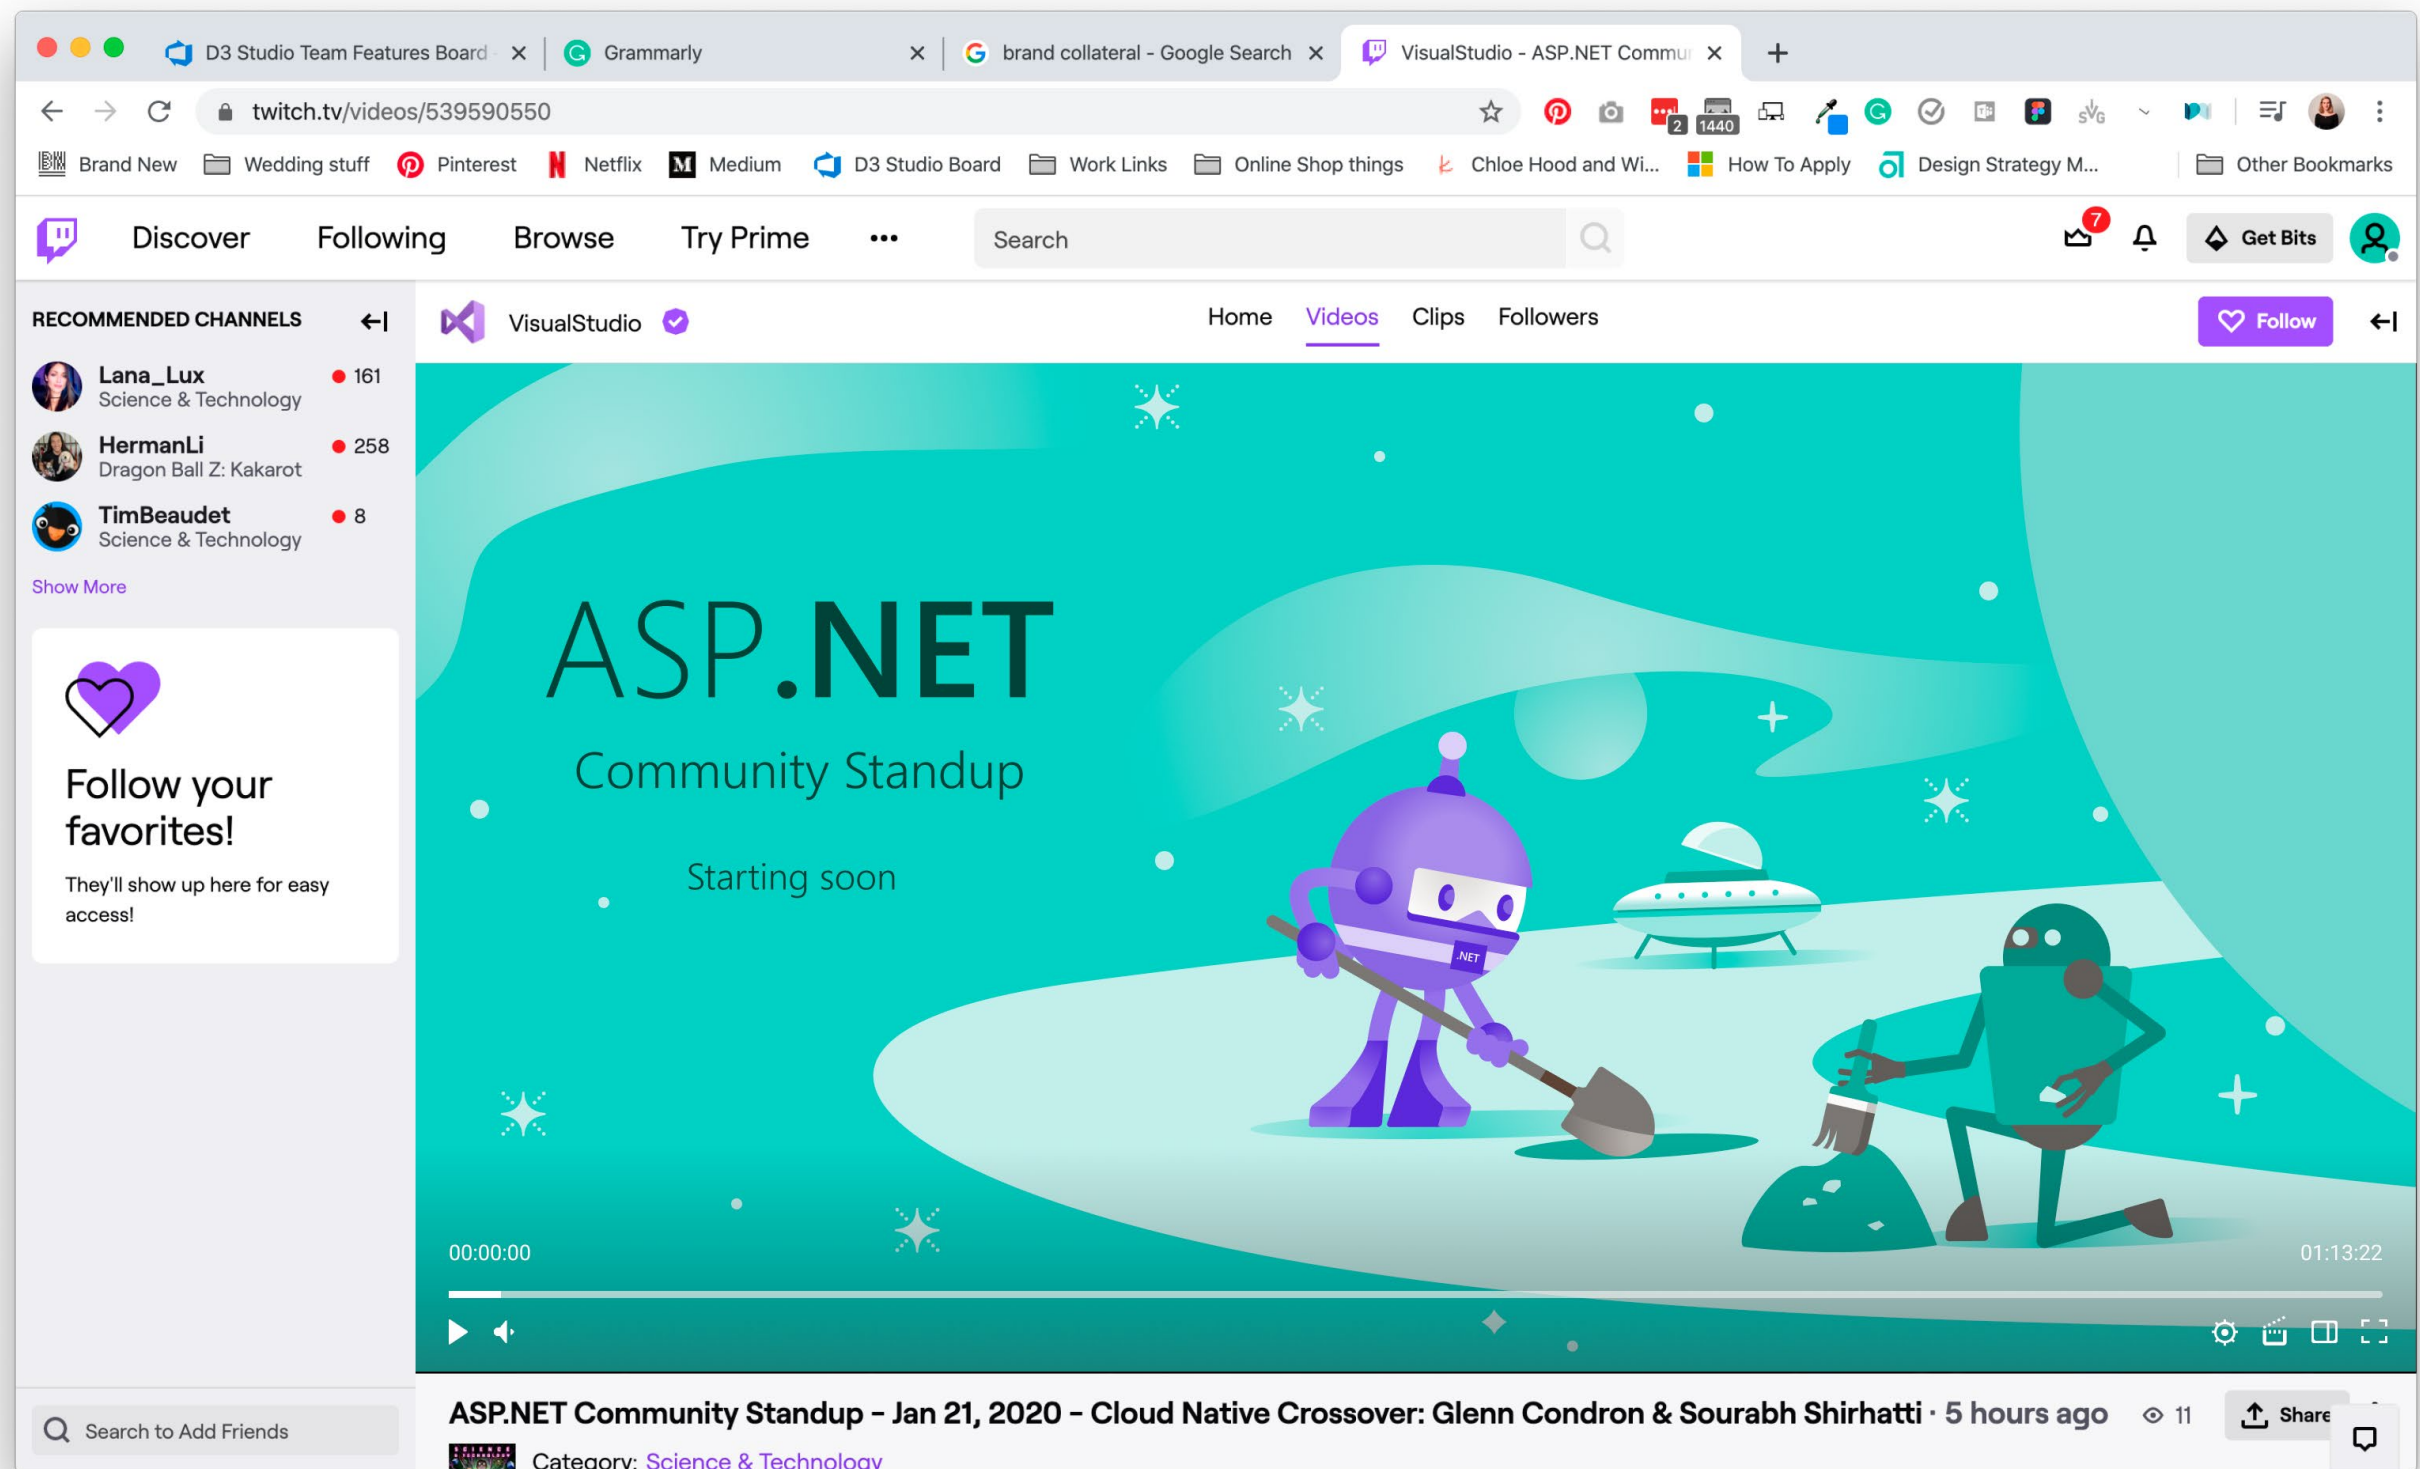 D3 Studio Team Features Board
Grammarly
brand collateral - Google Search
VisualStudio - ASP.NET Commu
twitch.tv/videos/539590550
2
1440
SVG
Brand New
Wedding stuff
Pinterest
Netflix
M
Medium
D3 Studio Board
Work Links
Online Shop things
Chloe Hood and Wi...
How To Apply
Design Strategy M...
Other Bookmarks
Discover
Following
Browse
Try Prime
Search
7
Get Bits
RECOMMENDED CHANNELS
Lana_Lux
161
Science & Technology
HermanLi
258
Dragon Ball Z: Kakarot
TimBeaudet
8
Science & Technology
Show More
Follow your
favorites!
They'll show up here for easy
access!
Search to Add Friends
VisualStudio
Home
Videos
Clips
Followers
Follow
ASP.NET
Community Standup
Starting soon
.NET
00:00:00
01:13:22
ASP.NET Community Standup - Jan 21, 2020 - Cloud Native Crossover: Glenn Condron & Sourabh Shirhatti · 5 hours ago
11
Share
SCIENCE
& TECHNOLOGY
Category: Science & Technology